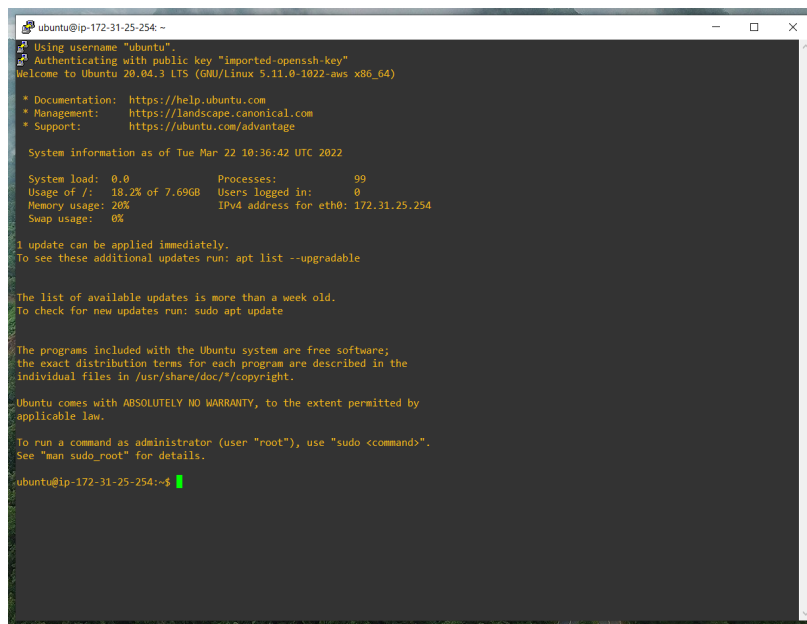 ubuntu@ip-172-31-25-254: ~
Using username "ubuntu".
Authenticating with public key "imported-openssh-key"
Welcome to Ubuntu 20.04.3 LTS (GNU/Linux 5.11.0-1022-aws x86_64)
* Documentation:  https://help.ubuntu.com
* Management:     https://landscape.canonical.com
* Support:        https://ubuntu.com/advantage
System information as of Tue Mar 22 10:36:42 UTC 2022
System load:  0.0               Processes:             99
Usage of /:   18.2% of 7.69GB   Users logged in:       0
Memory usage: 20%               IPv4 address for eth0: 172.31.25.254
Swap usage:   0%
1 update can be applied immediately.
To see these additional updates run: apt list --upgradable
The list of available updates is more than a week old.
To check for new updates run: sudo apt update
The programs included with the Ubuntu system are free software;
the exact distribution terms for each program are described in the
individual files in /usr/share/doc/*/copyright.
Ubuntu comes with ABSOLUTELY NO WARRANTY, to the extent permitted by
applicable law.
To run a command as administrator (user "root"), use "sudo <command>".
See "man sudo_root" for details.
ubuntu@ip-172-31-25-254:~$